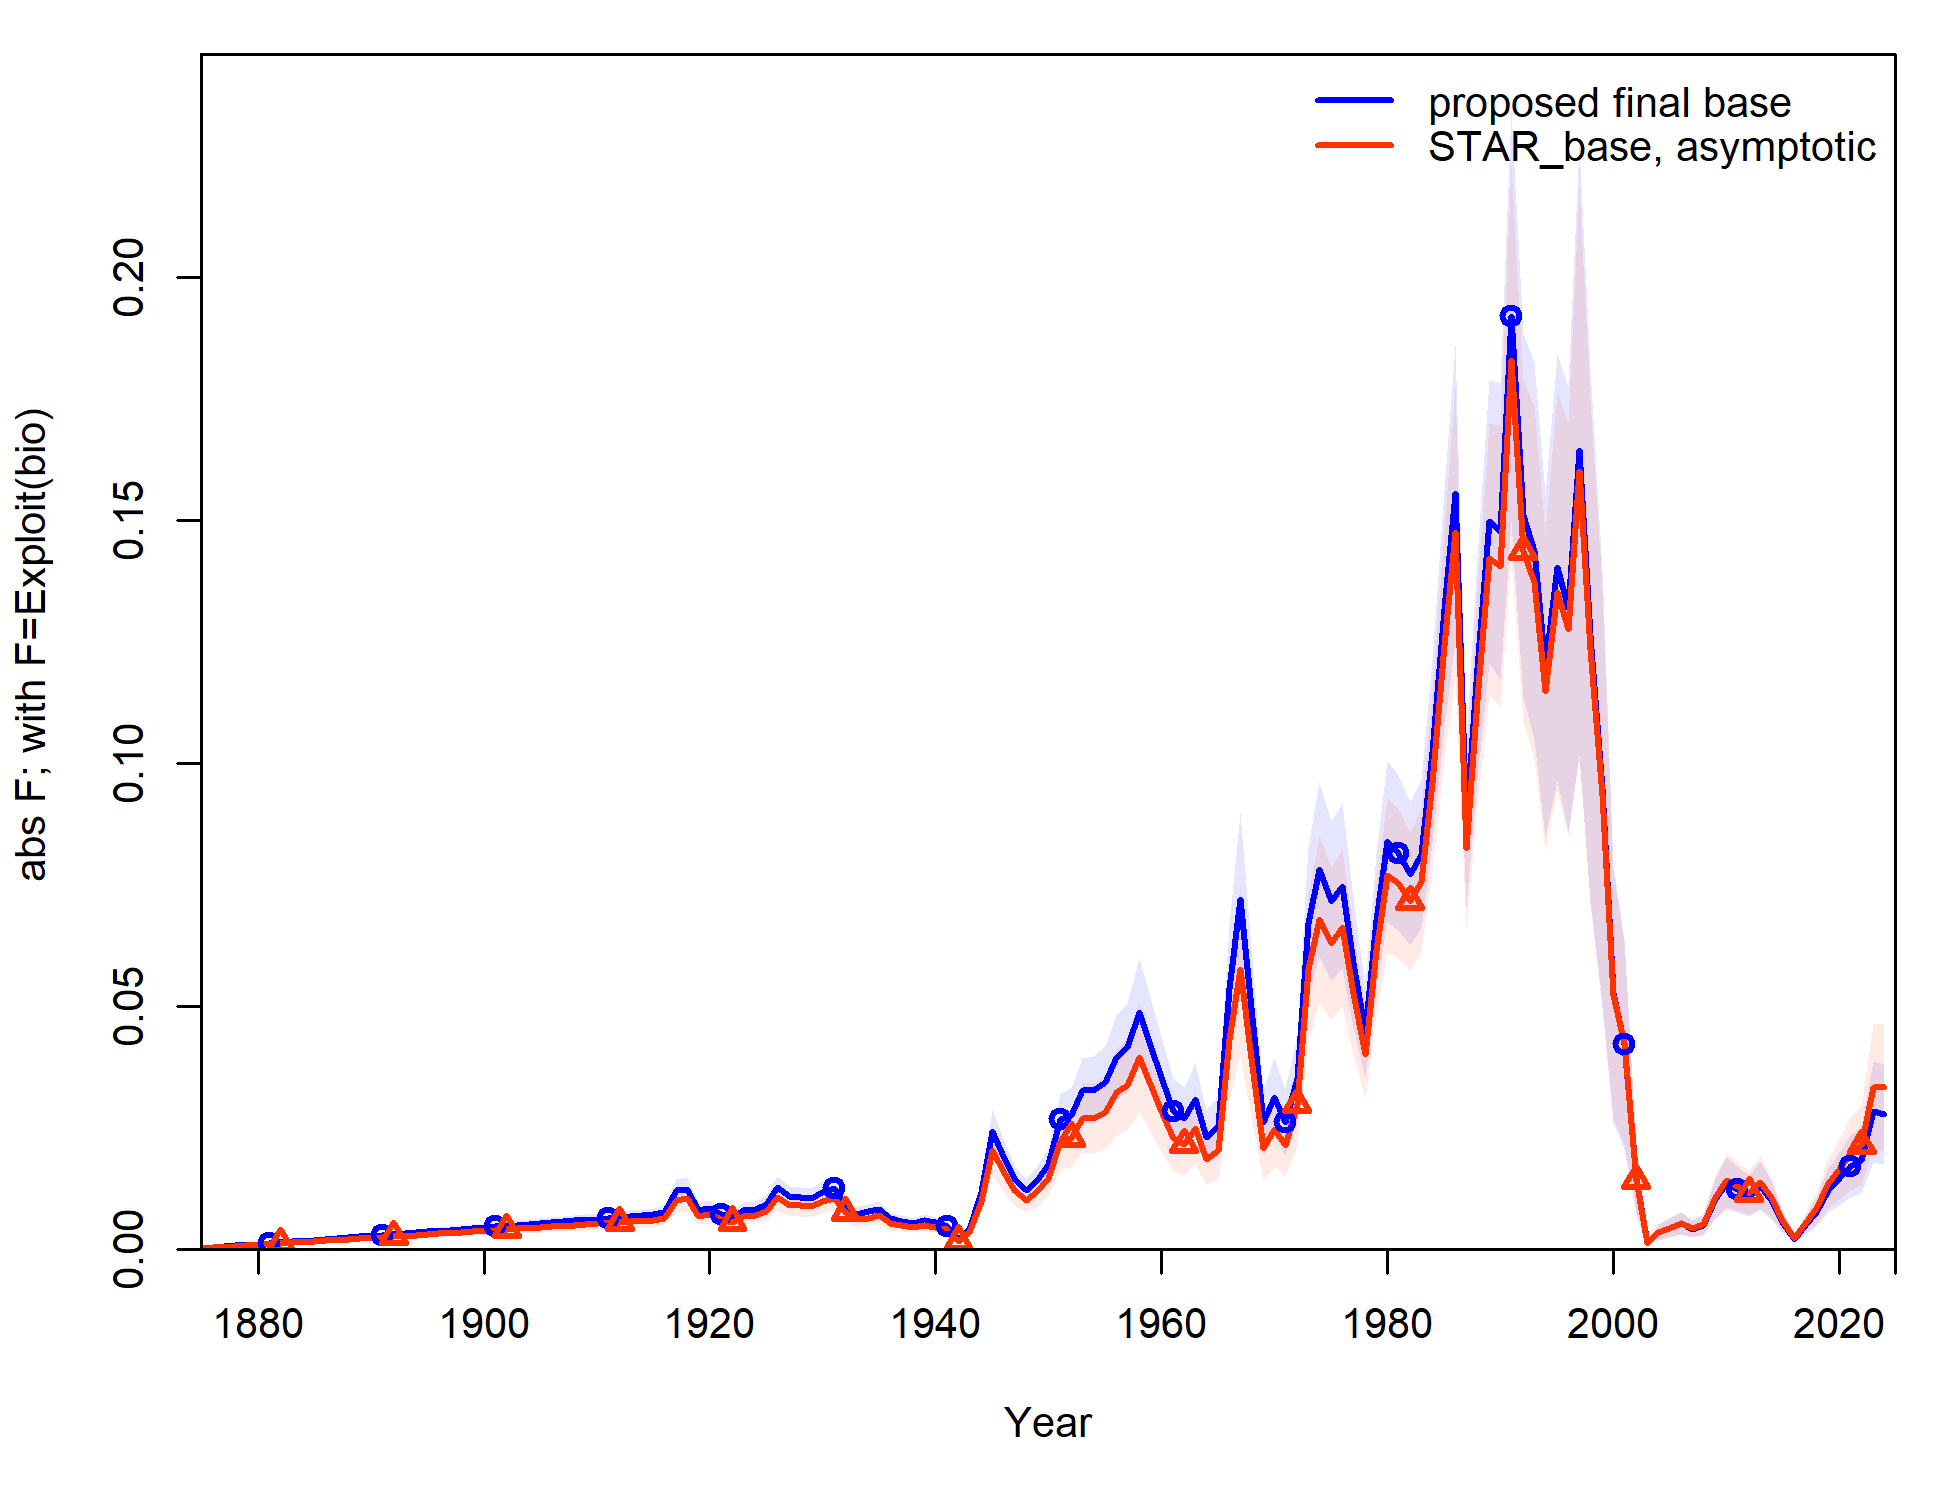 proposed final base
STAR_base, asymptotic
abs F; with F=Exploit(bio)
0.20
0.15
0.10
0.05
0.00
1880 1900 1920 1940 1960 1980 2000 2020
Year